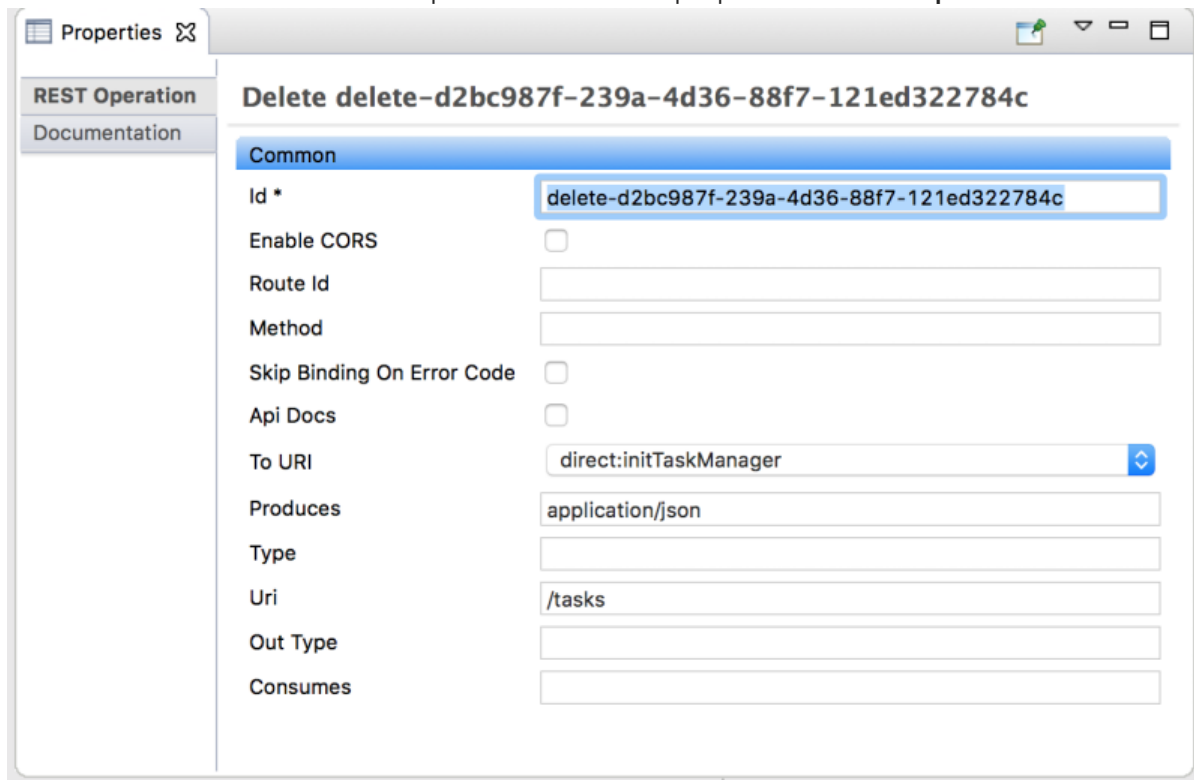 Properties
REST Operation
Documentation
Delete delete-d2bc987f-239a-4d36-88f7-121ed322784c
Common
Id * delete-d2bc987f-239a-4d36-88f7-121ed322784c
Enable CORS
Route Id
Method
Skip Binding On Error Code
Api Docs
To URI direct:initTaskManager
Produces application/json
Type
Uri /tasks
Out Type
Consumes